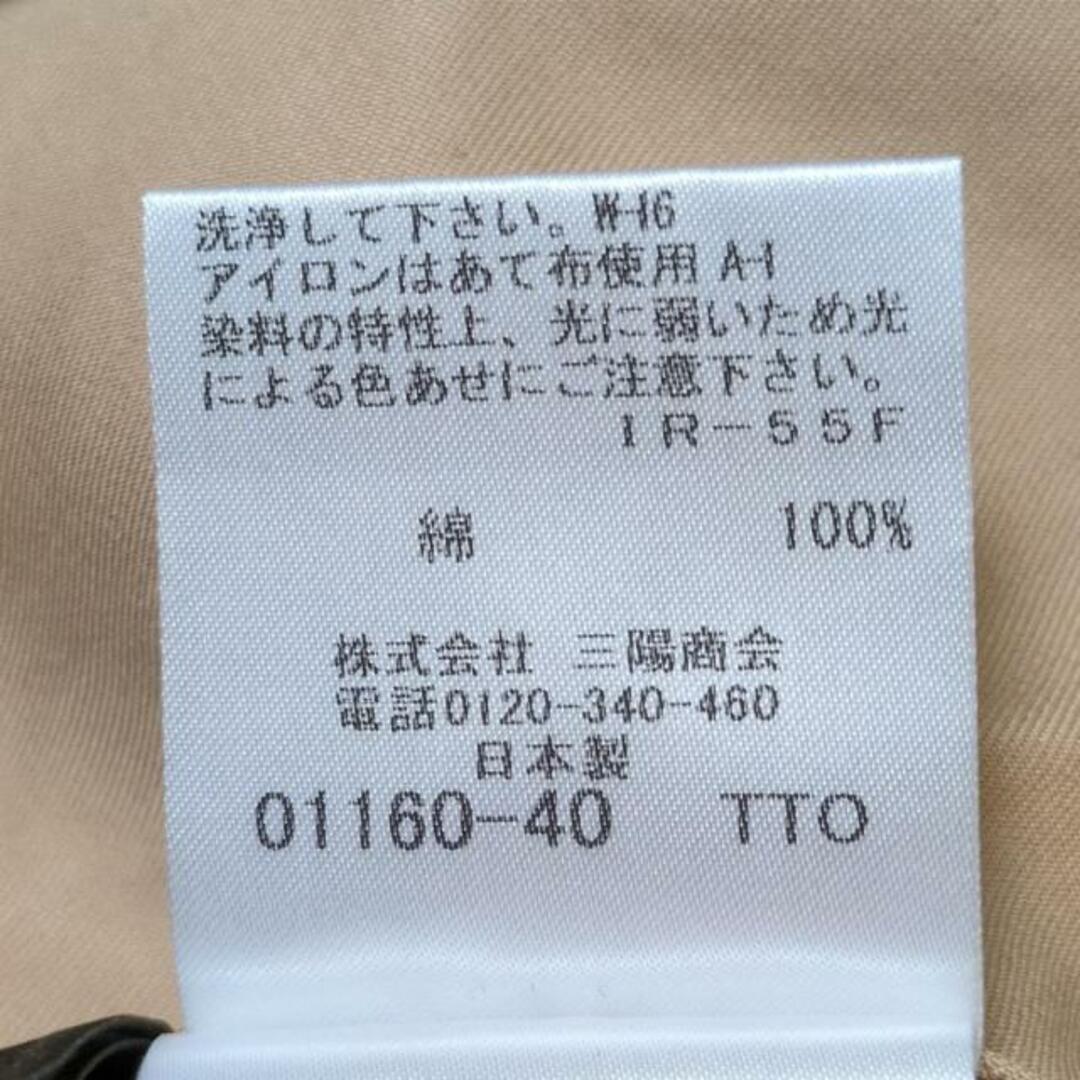 洗浄して下さい。W-16
アイロンはあて布使用 A-1
染料の特性上、光に弱いため光
による色あせにご注意下さい。
IR-55F
綿 100%
株式会社 三陽商会
電話0120-340-460
日本製
01160-40 TTO